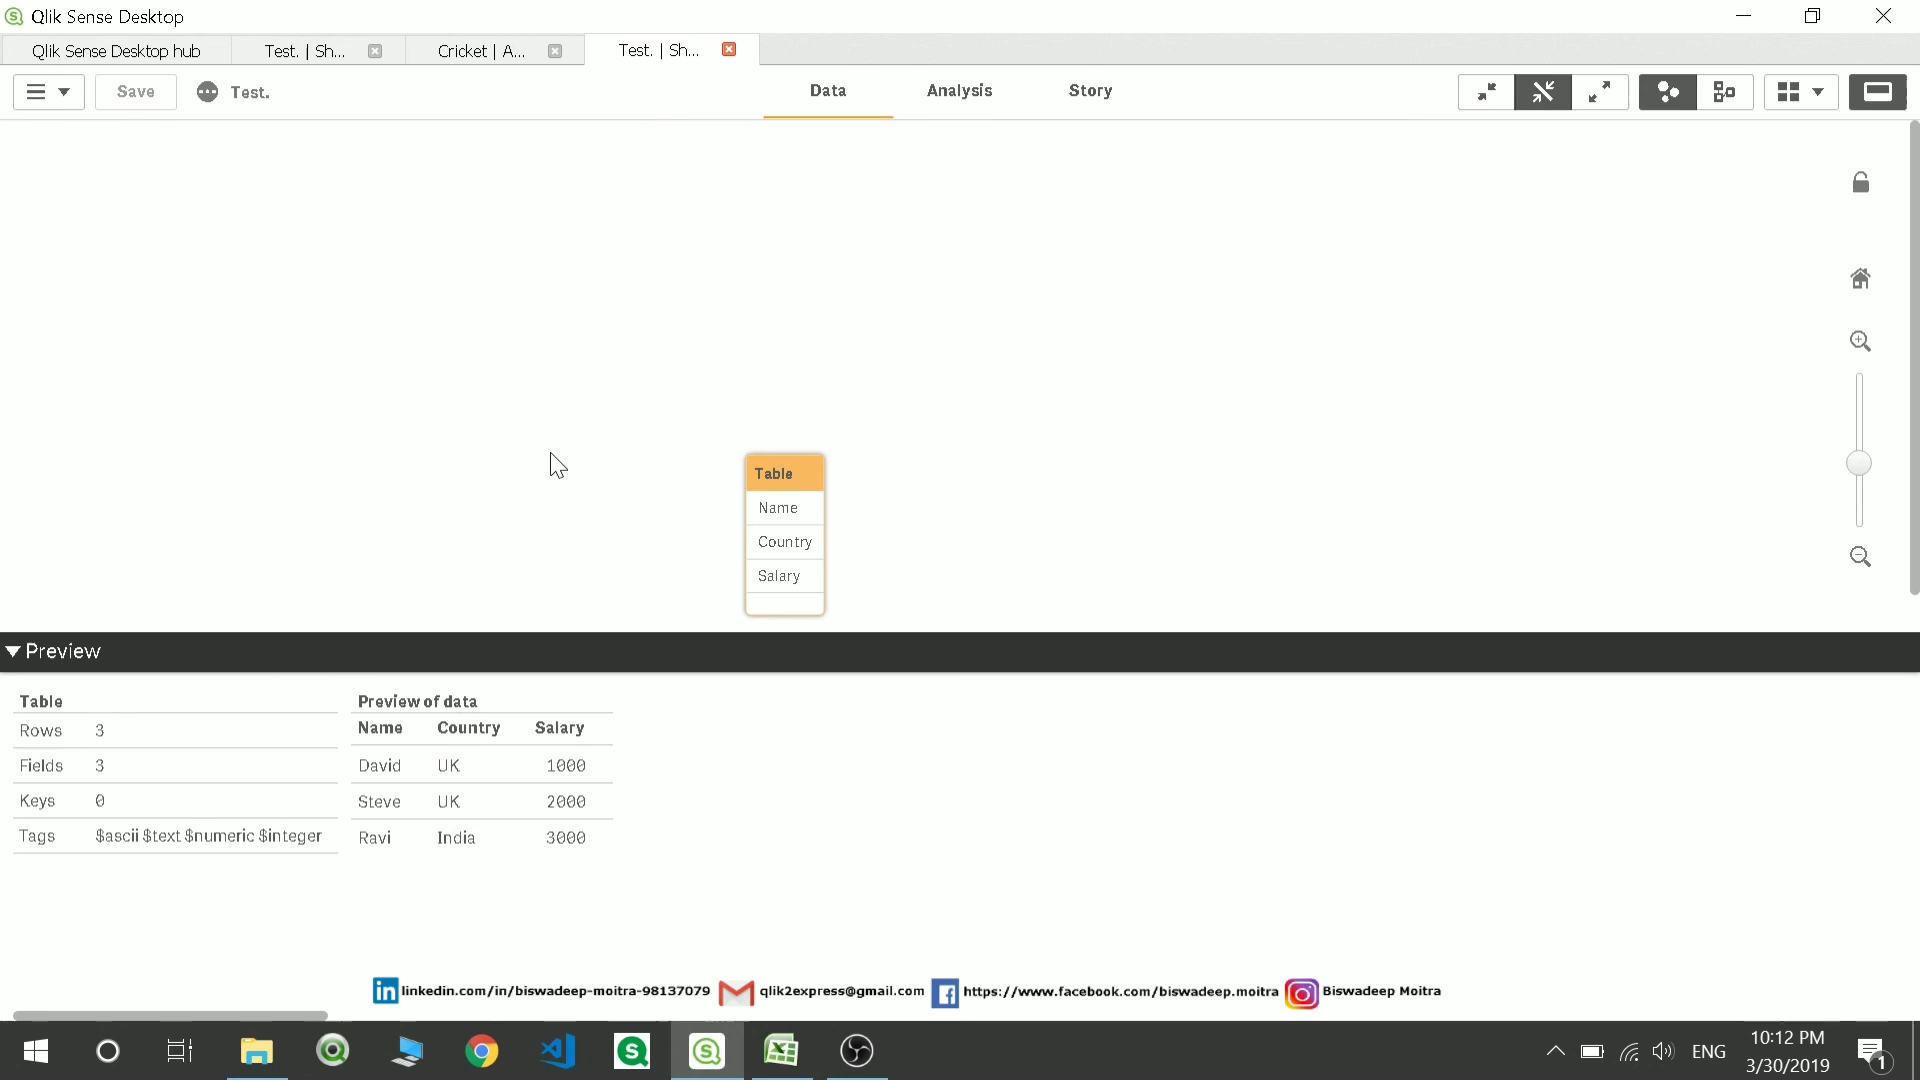 Qlik Sense Desktop
Qlik Sense Desktop hub
Test. | Sh...
Cricket | A...
Test. | Sh...
Save
Test.
Data
Analysis
Story
Table
Name
Country
Salary
Preview
Table
Rows 3
Fields 3
Keys 0
Tags $ascii $text $numeric $integer
Preview of data
Name Country Salary
David UK 1000
Steve UK 2000
Ravi India 3000
linkedin.com/in/biswadeep-moitra-98137079 qlik2express@gmail.com https://www.facebook.com/biswadeep.moitra Biswadeep Moitra
ENG
10:12 PM
3/30/2019
1